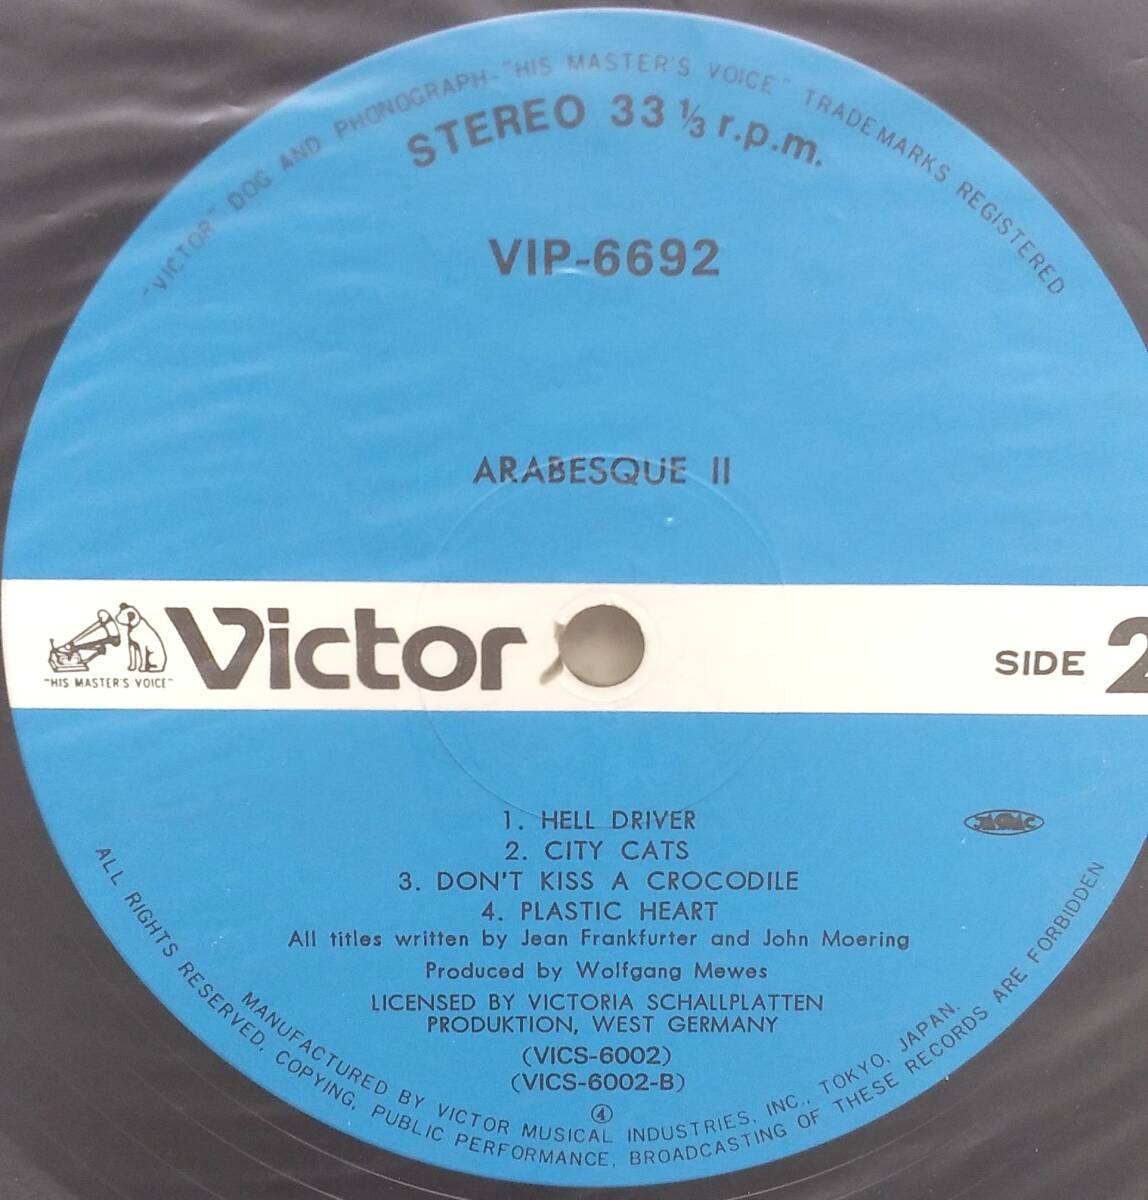 "VICTOR" DOG AND PHONOGRAPH-"HIS MASTER'S VOICE" TRADEMARKS REGISTERED
STEREO 33 ⅓ r.p.m.
VIP-6692
ARABESQUE II
"HIS MASTER'S VOICE"
Victor
SIDE 2
1. HELL DRIVER
2. CITY CATS
3. DON'T KISS A CROCODILE
4. PLASTIC HEART
All titles written by Jean Frankfurter and John Moering
Produced by Wolfgang Mewes
LICENSED BY VICTORIA SCHALLPLATTEN
PRODUKTION, WEST GERMANY
(VICS-6002)
(VICS-6002-B)
④
JASRAC
MANUFACTURED BY VICTOR MUSICAL INDUSTRIES, INC., TOKYO, JAPAN.
ALL RIGHTS RESERVED. COPYING, PUBLIC PERFORMANCE, BROADCASTING OF THESE RECORDS ARE FORBIDDEN